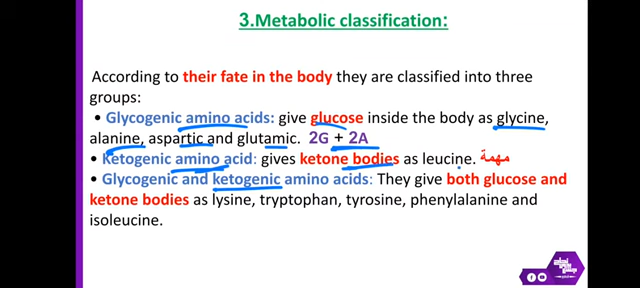 3.Metabolic classification:
According to their fate in the body they are classified into three
groups:
• Glycogenic amino acids: give glucose inside the body as glycine,
alanine, aspartic and glutamic. 2G + 2A
• Ketogenic amino acid: gives ketone bodies as leucine. مهمة
• Glycogenic and ketogenic amino acids: They give both glucose and
ketone bodies as lysine, tryptophan, tyrosine, phenylalanine and
isoleucine.